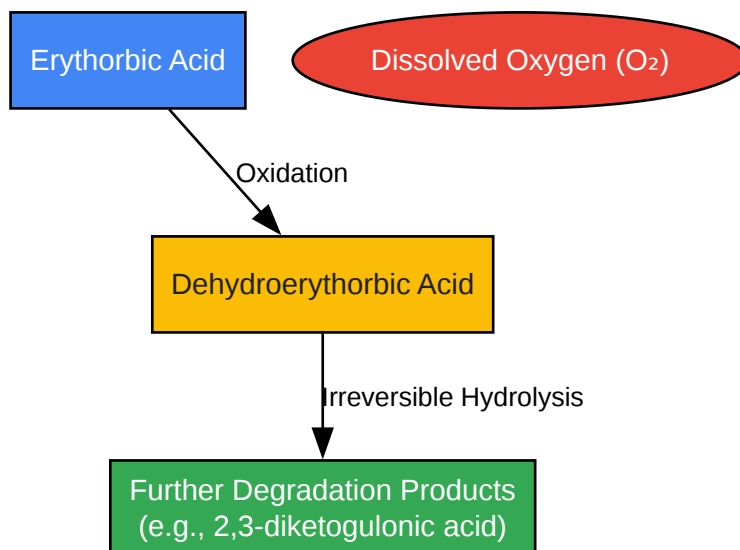 Erythorbic Acid
Dissolved Oxygen (O₂)
Oxidation
Dehydroerythorbic Acid
Irreversible Hydrolysis
Further Degradation Products
(e.g., 2,3-diketogulonic acid)